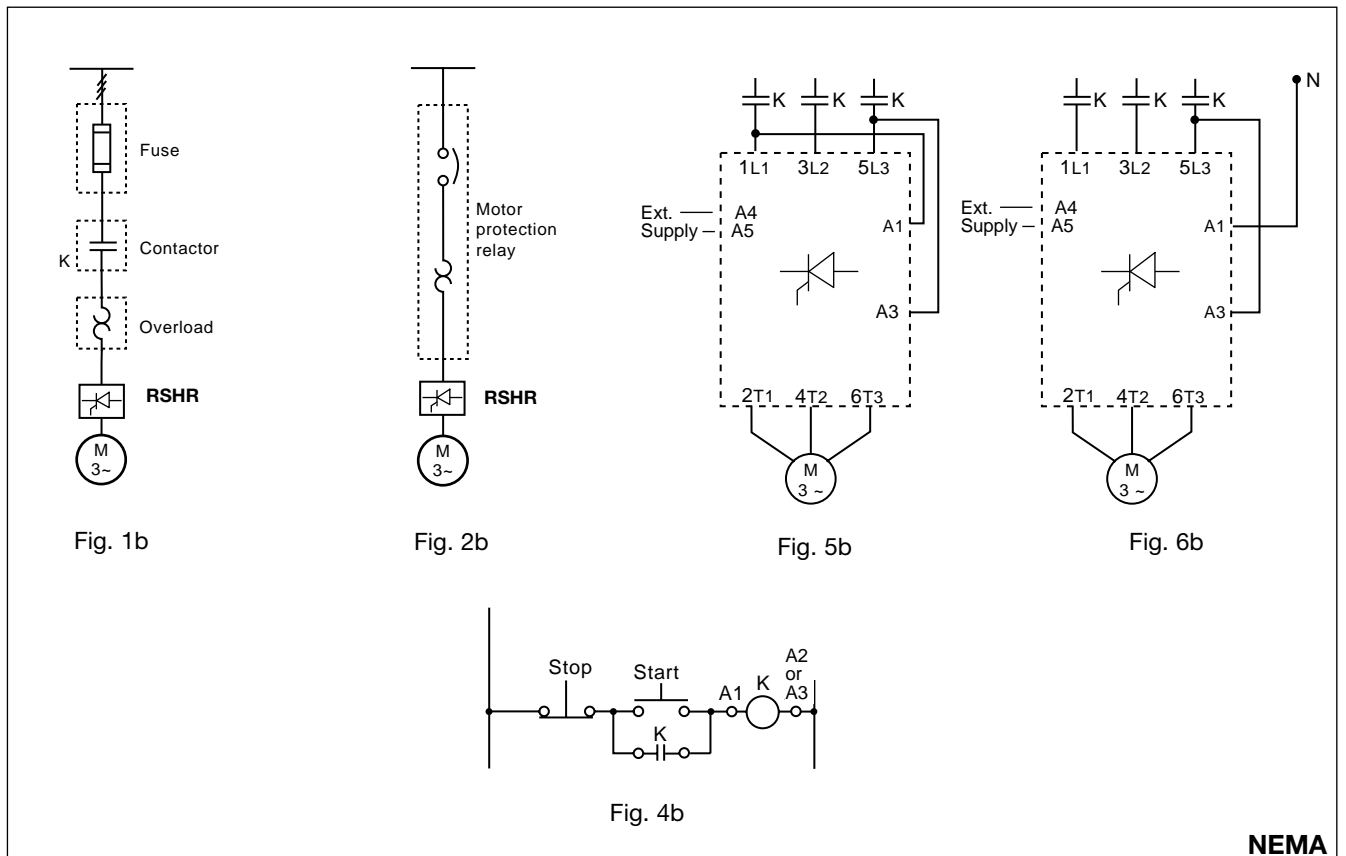 Fuse
K
Contactor
Overload
RSHR
M
3~
Fig. 1b
Motor
protection
relay
RSHR
M
3~
Fig. 2b
K K K
1L1 3L2 5L3
Ext. A4
Supply A5
A1
A3
2T1 4T2 6T3
M
3 ~
Fig. 5b
K K K N
1L1 3L2 5L3
Ext. A4
Supply A5
A1
A3
2T1 4T2 6T3
M
3 ~
Fig. 6b
Stop
Start
K
A1
K
A2
or
A3
Fig. 4b
NEMA